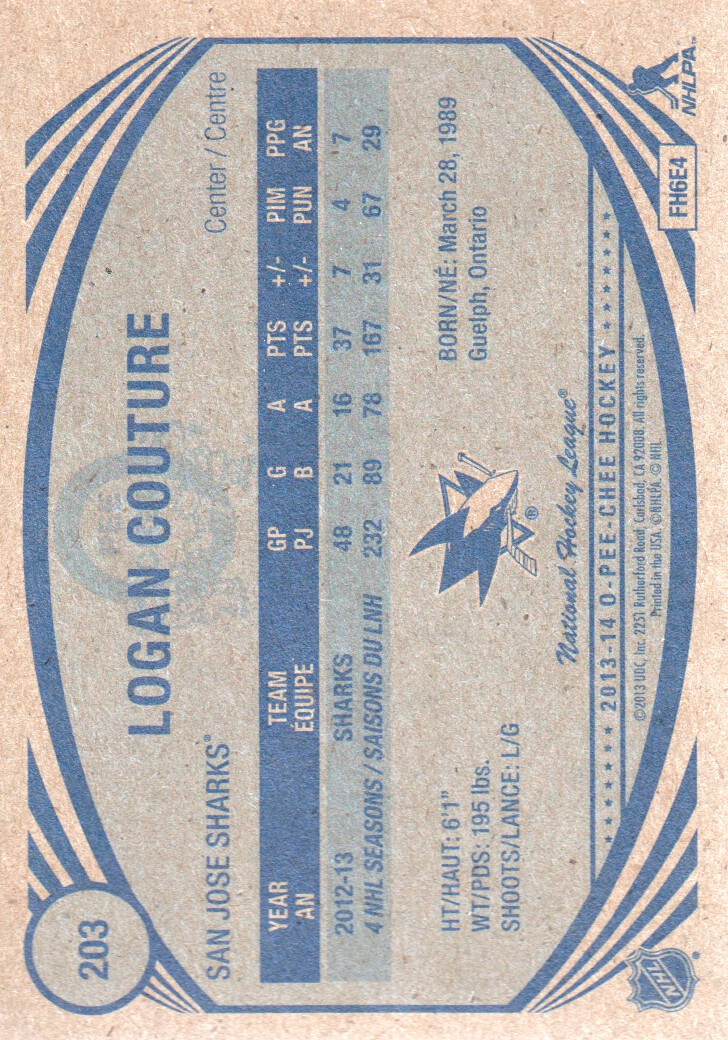 203
LOGAN COUTURE
SAN JOSE SHARKS® Center / Centre
YEAR TEAM GP G A PTS +/- PIM PPG
AN ÉQUIPE PJ B A PTS +/- PUN AN
2012-13 SHARKS 48 21 16 37 7 4 7
4 NHL SEASONS / SAISONS DU LNH 232 89 78 167 31 67 29
HT/HAUT: 6'1" BORN/NÉ: March 28, 1989
WT/PDS: 195 lbs. Guelph, Ontario
SHOOTS/LANCE: L/G
®
National Hockey League®
2013-14 O-PEE-CHEE HOCKEY
©2013 UDC, Inc. 2251 Rutherford Road, Carlsbad, CA 92008. All rights reserved.
Printed in the USA. ©NHLPA. © NHL.
NHL®
FH6E4
NHLPA™